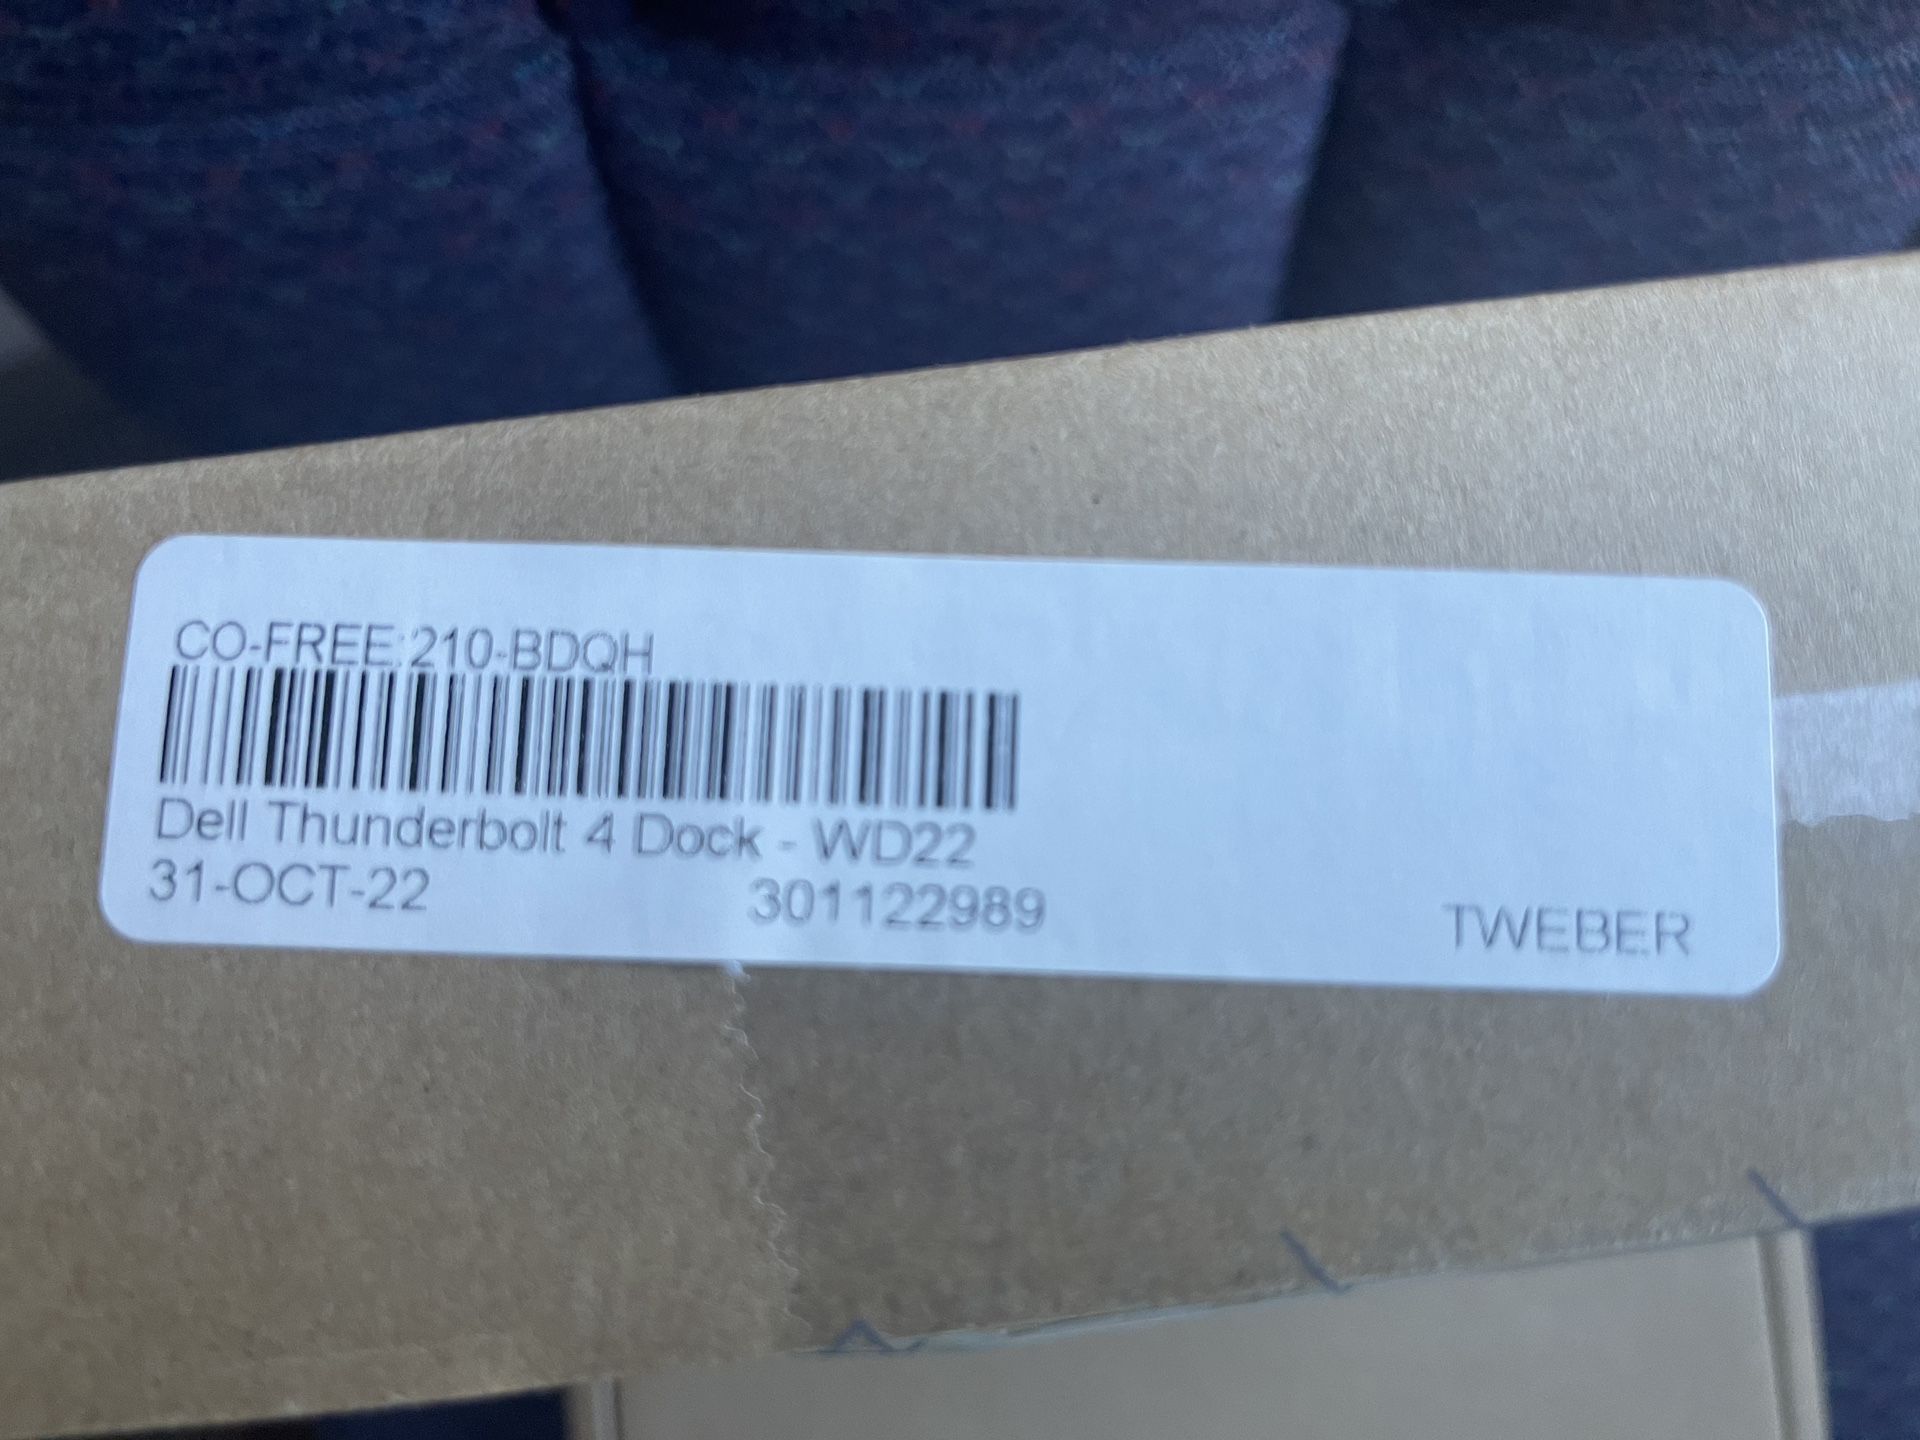 CO-FREE:210-BDQH
Dell Thunderbolt 4 Dock - WD22
31-OCT-22 301122989 TWEBER